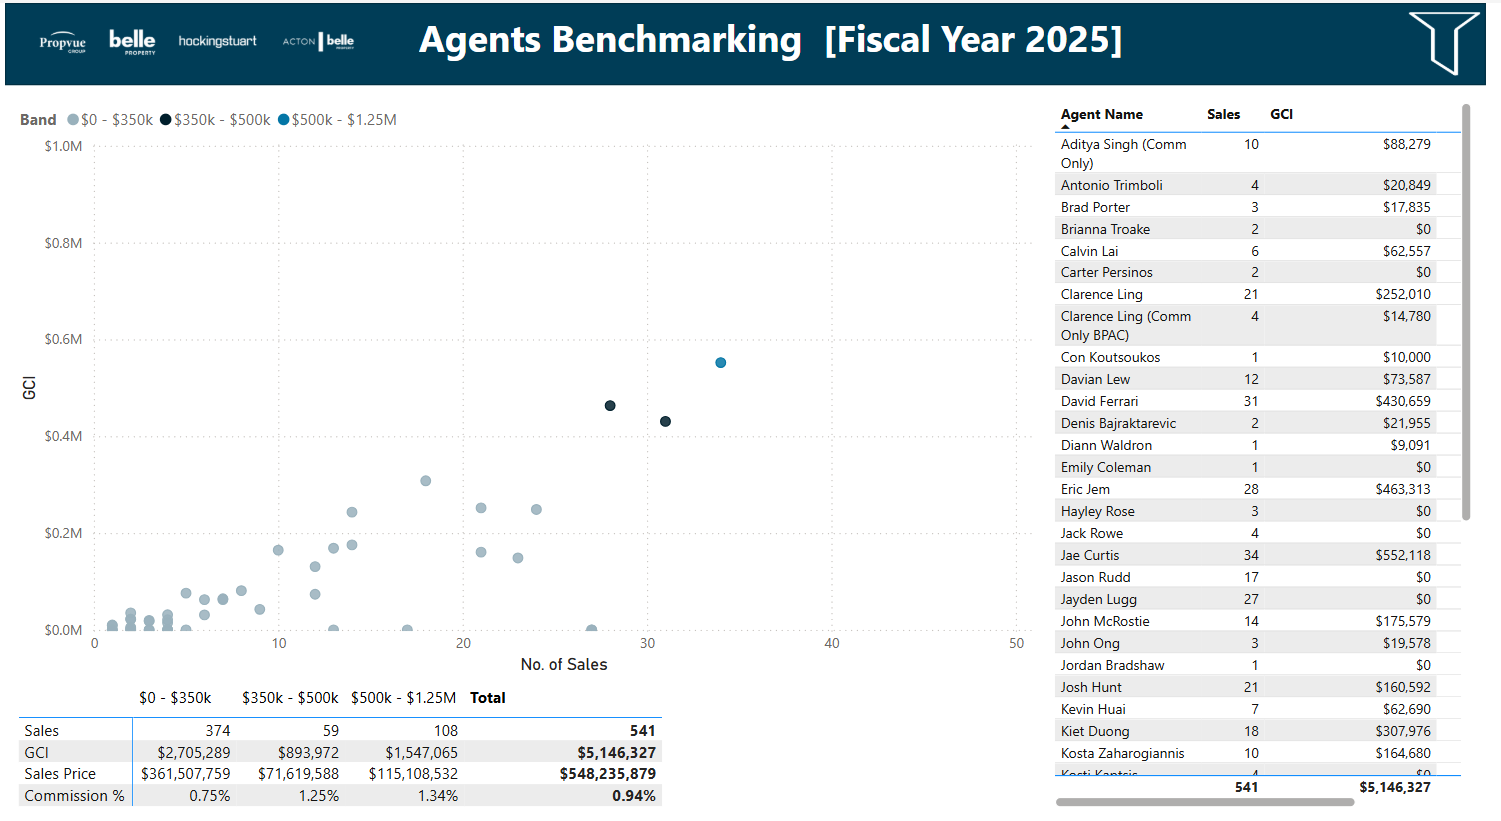 Propvue
GROUP
belle
PROPERTY
hockingstuart
ACTON belle
PROPERTY
Agents Benchmarking [Fiscal Year 2025]
Band $0 - $350k $350k - $500k $500k - $1.25M
$1.0M
$0.8M
$0.6M
$0.4M
$0.2M
$0.0M
GCI
0 10 20 30 40 50
No. of Sales
$0 - $350k $350k - $500k $500k - $1.25M Total
Sales 374 59 108 541
GCI $2,705,289 $893,972 $1,547,065 $5,146,327
Sales Price $361,507,759 $71,619,588 $115,108,532 $548,235,879
Commission % 0.75% 1.25% 1.34% 0.94%
Agent Name Sales GCI
Aditya Singh (Comm 10 $88,279
Only)
Antonio Trimboli 4 $20,849
Brad Porter 3 $17,835
Brianna Troake 2 $0
Calvin Lai 6 $62,557
Carter Persinos 2 $0
Clarence Ling 21 $252,010
Clarence Ling (Comm 4 $14,780
Only BPAC)
Con Koutsoukos 1 $10,000
Davian Lew 12 $73,587
David Ferrari 31 $430,659
Denis Bajraktarevic 2 $21,955
Diann Waldron 1 $9,091
Emily Coleman 1 $0
Eric Jem 28 $463,313
Hayley Rose 3 $0
Jack Rowe 4 $0
Jae Curtis 34 $552,118
Jason Rudd 17 $0
Jayden Lugg 27 $0
John McRostie 14 $175,579
John Ong 3 $19,578
Jordan Bradshaw 1 $0
Josh Hunt 21 $160,592
Kevin Huai 7 $62,690
Kiet Duong 18 $307,976
Kosta Zaharogiannis 10 $164,680
Kosti Kantsis 4 $0
541 $5,146,327